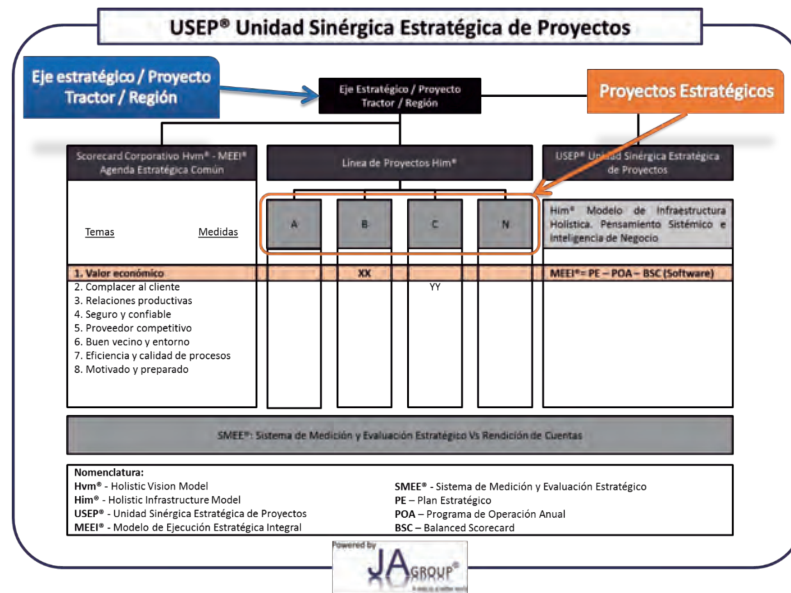 USEP® Unidad Sinérgica Estratégica de Proyectos
Eje estratégico / Proyecto
Tractor / Región
Eje Estratégico / Proyecto
Tractor / Región
Proyectos Estratégicos
Scorecard Corporativo Hvm® - MEEI®
Agenda Estratégica Común
Línea de Proyectos Him®
USEP® Unidad Sinérgica Estratégica
de Proyectos
Temas Medidas
A B C N
Him® Modelo de Infraestructura
Holística. Pensamiento Sistémico e
Inteligencia de Negocio
1. Valor económico XX MEEI®= PE – POA – BSC (Software)
2. Complacer al cliente YY
3. Relaciones productivas
4. Seguro y confiable
5. Proveedor competitivo
6. Buen vecino y entorno
7. Eficiencia y calidad de procesos
8. Motivado y preparado
SMEE®: Sistema de Medición y Evaluación Estratégico Vs Rendición de Cuentas
Nomenclatura:
Hvm® - Holistic Vision Model
Him® - Holistic Infrastructure Model
USEP® - Unidad Sinérgica Estratégica de Proyectos
MEEI® - Modelo de Ejecución Estratégica Integral
SMEE® - Sistema de Medición y Evaluación Estratégico
PE – Plan Estratégico
POA – Programa de Operación Anual
BSC – Balanced Scorecard
Powered by
JAGROUP®